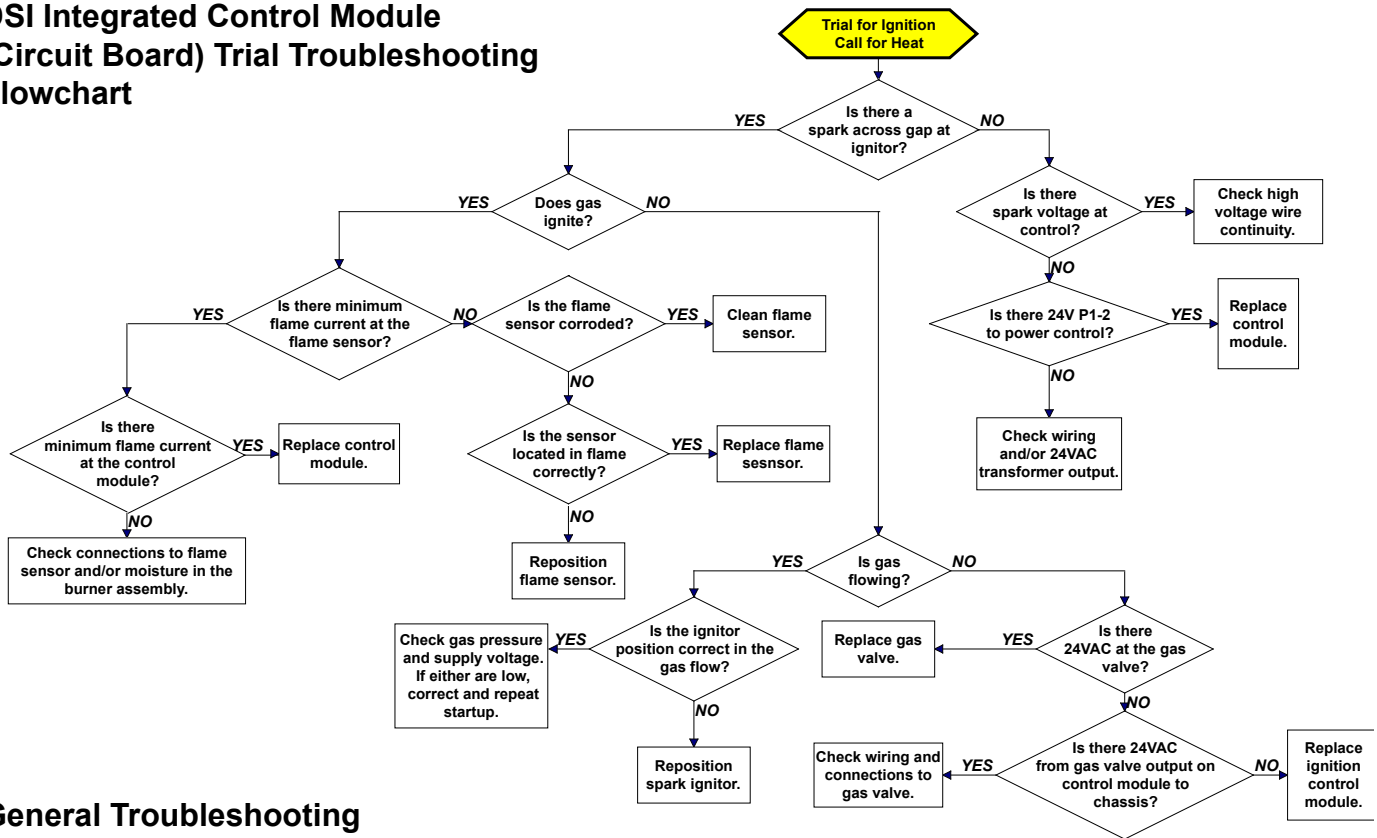 DSI Integrated Control Module
(Circuit Board) Trial Troubleshooting
Flowchart
Trial for Ignition
Call for Heat
Is there a
spark across gap at
ignitor?
YES
NO
Does gas
ignite?
YES
NO
Is there
spark voltage at
control?
YES
Check high
voltage wire
continuity.
NO
Is there 24V P1-2
to power control?
YES
Replace
control
module.
NO
Check wiring
and/or 24VAC
transformer output.
Is there minimum
flame current at the
flame sensor?
YES
NO
Is the flame
sensor corroded?
YES
Clean flame
sensor.
NO
Is the sensor
located in flame
correctly?
YES
Replace flame
sesnsor.
NO
Reposition
flame sensor.
Is there
minimum flame current
at the control
module?
YES
Replace control
module.
NO
Check connections to flame
sensor and/or moisture in the
burner assembly.
Is gas
flowing?
YES
NO
Is the ignitor
position correct in the
gas flow?
YES
Check gas pressure
and supply voltage.
If either are low,
correct and repeat
startup.
NO
Reposition
spark ignitor.
Is there
24VAC at the gas
valve?
YES
Replace gas
valve.
NO
Is there 24VAC
from gas valve output on
control module to
chassis?
YES
Check wiring and
connections to
gas valve.
NO
Replace
ignition
control
module.
General Troubleshooting